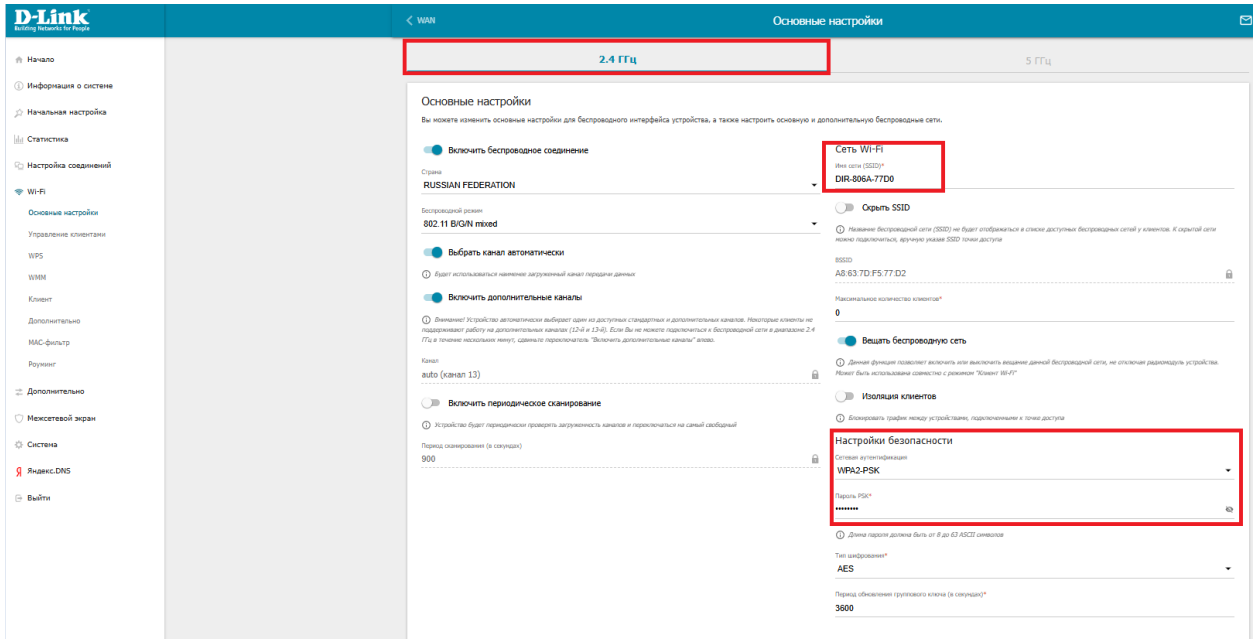 D-Link
Building Networks for People
WAN
Основные настройки
Начало
Информация о системе
Начальная настройка
Статистика
Настройка соединений
Wi-Fi
Основные настройки
Управление клиентами
WPS
WMM
Клиент
Дополнительно
MAC-фильтр
Роуминг
Дополнительно
Межсетевой экран
Система
Яндекс.DNS
Выйти
2.4 ГГц
5 ГГц
Основные настройки
Вы можете изменить основные настройки для беспроводного интерфейса устройства, а также настроить основную и дополнительную беспроводные сети.
Включить беспроводное соединение
Страна
RUSSIAN FEDERATION
Беспроводной режим
802.11 B/G/N mixed
Выбрать канал автоматически
Будет использоваться наименее загруженный канал передачи данных
Включить дополнительные каналы
Внимание! Устройство автоматически выбирает один из доступных стандартных и дополнительных каналов. Некоторые клиенты не
поддерживают работу на дополнительных каналах (12-й и 13-й). Если Вы не можете подключиться к беспроводной сети в диапазоне 2.4
ГГц в течение нескольких минут, сдвиньте переключатель "Включить дополнительные каналы" влево.
Канал
auto (канал 13)
Включить периодическое сканирование
Устройство будет периодически проверять загруженность каналов и переключаться на самый свободный
Период сканирования (в секундах)
900
Сеть Wi-Fi
Имя сети (SSID)*
DIR-806A-77D0
Скрыть SSID
Название беспроводной сети (SSID) не будет отображаться в списке доступных беспроводных сетей у клиентов. К скрытой сети
можно подключиться, вручную указав SSID точки доступа
BSSID
A8:63:7D:F5:77:D2
Максимальное количество клиентов*
0
Вещать беспроводную сеть
Данная функция позволяет включить или выключить вещание данной беспроводной сети, не отключая радиомодуль устройства.
Может быть использована совместно с режимом "Клиент Wi-Fi"
Изоляция клиентов
Блокировать трафик между устройствами, подключенными к точке доступа
Настройки безопасности
Сетевая аутентификация
WPA2-PSK
Пароль PSK*
••••••••
Длина пароля должна быть от 8 до 63 ASCII символов
Тип шифрования*
AES
Период обновления группового ключа (в секундах)*
3600